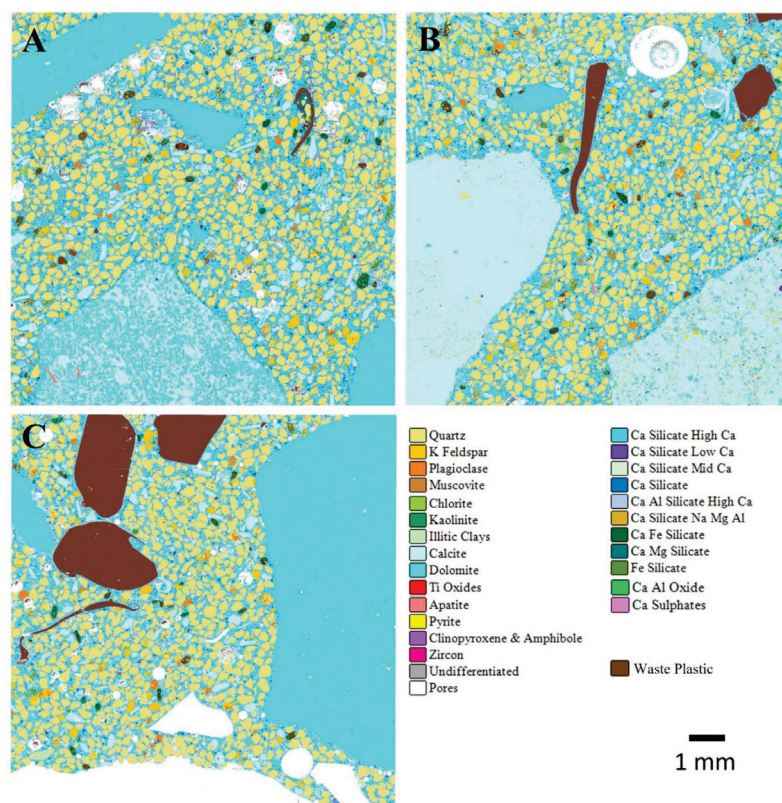 A
B
C
Quartz
K Feldspar
Plagioclase
Muscovite
Chlorite
Kaolinite
Illitic Clays
Calcite
Dolomite
Ti Oxides
Apatite
Pyrite
Clinopyroxene & Amphibole
Zircon
Undifferentiated
Pores
Ca Silicate High Ca
Ca Silicate Low Ca
Ca Silicate Mid Ca
Ca Silicate
Ca Al Silicate High Ca
Ca Silicate Na Mg Al
Ca Fe Silicate
Ca Mg Silicate
Fe Silicate
Ca Al Oxide
Ca Sulphates
Waste Plastic
1 mm